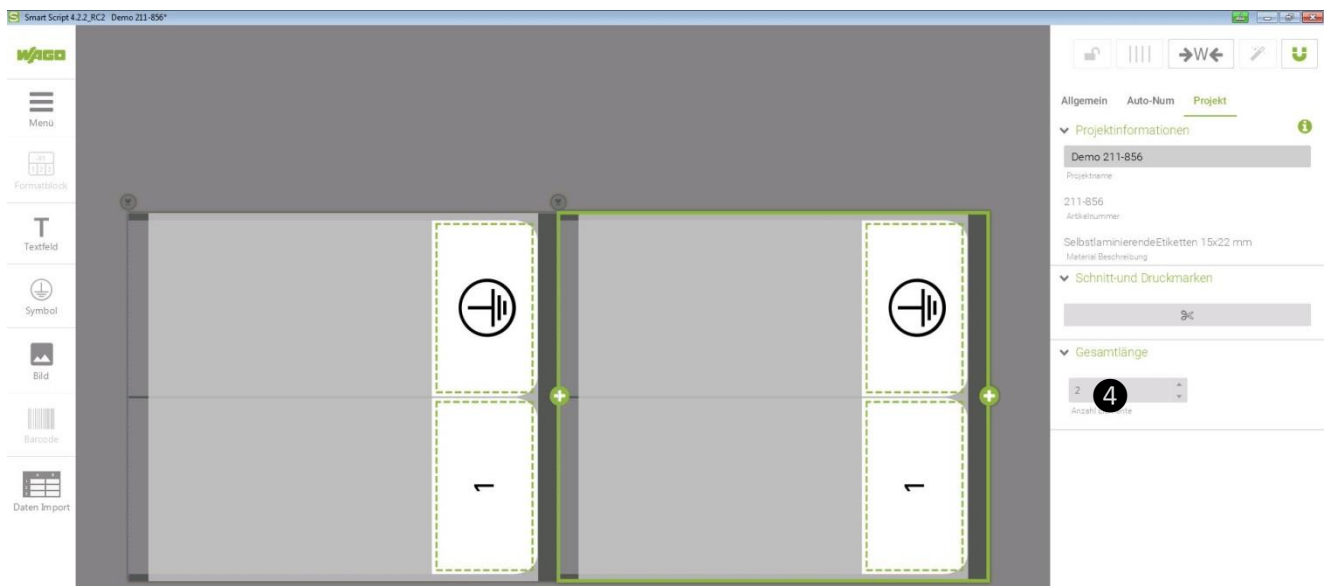 Smart Script 4.2.2_RC2 Demo 211-856*
WAGO
Menü
Formatblock
Textfeld
Symbol
Bild
Barcode
Daten Import
1
1
→W←
Allgemein Auto-Num Projekt
Projektinformationen
Demo 211-856
Projektname
211-856
Artikelnummer
SelbstlaminierendeEtiketten 15x22 mm
Material Beschreibung
Schnitt-und Druckmarken
Gesamtlänge
2 4
Anzahl